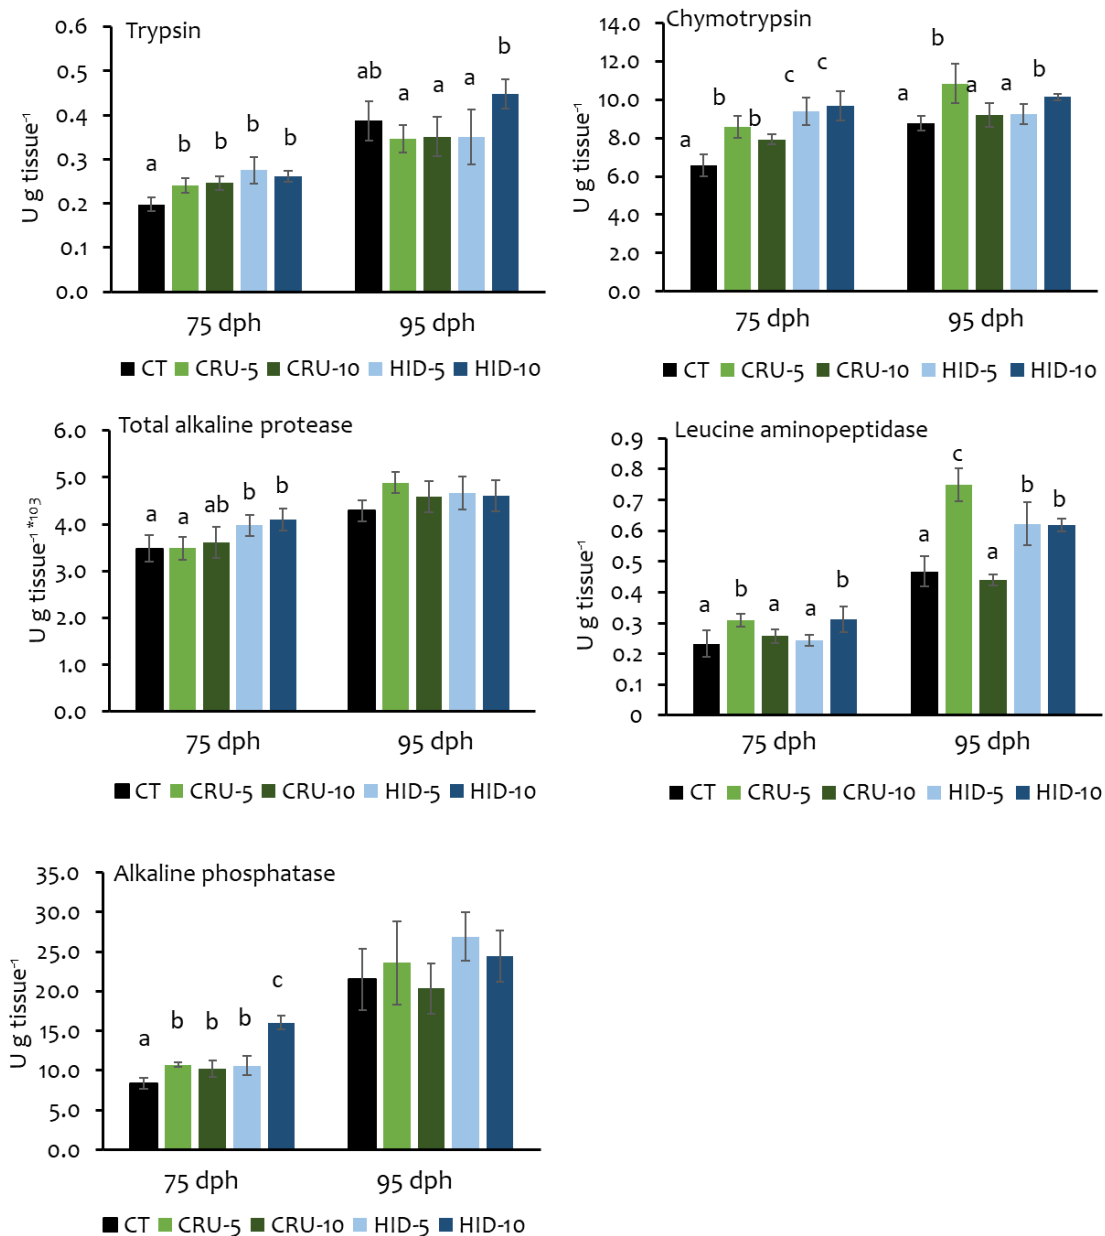 Trypsin
U g tissue⁻¹
0.6
0.5
0.4
0.3
0.2
0.1
0.0
a b b b b
ab a a a b
75 dph 95 dph
CT CRU-5 CRU-10 HID-5 HID-10
Chymotrypsin
U g tissue⁻¹
14.0
12.0
10.0
8.0
6.0
4.0
2.0
0.0
a b b c c
a b a a b
75 dph 95 dph
CT CRU-5 CRU-10 HID-5 HID-10
Total alkaline protease
U g tissue⁻¹ *¹⁰³
6.0
5.0
4.0
3.0
2.0
1.0
0.0
a a ab b b
75 dph 95 dph
CT CRU-5 CRU-10 HID-5 HID-10
Leucine aminopeptidase
U g tissue⁻¹
0.9
0.8
0.7
0.6
0.5
0.4
0.3
0.2
0.1
0
a b a a b
a c a b b
75 dph 95 dph
CT CRU-5 CRU-10 HID-5 HID-10
Alkaline phosphatase
U g tissue⁻¹
35.0
30.0
25.0
20.0
15.0
10.0
5.0
0.0
a b b b c
75 dph 95 dph
CT CRU-5 CRU-10 HID-5 HID-10